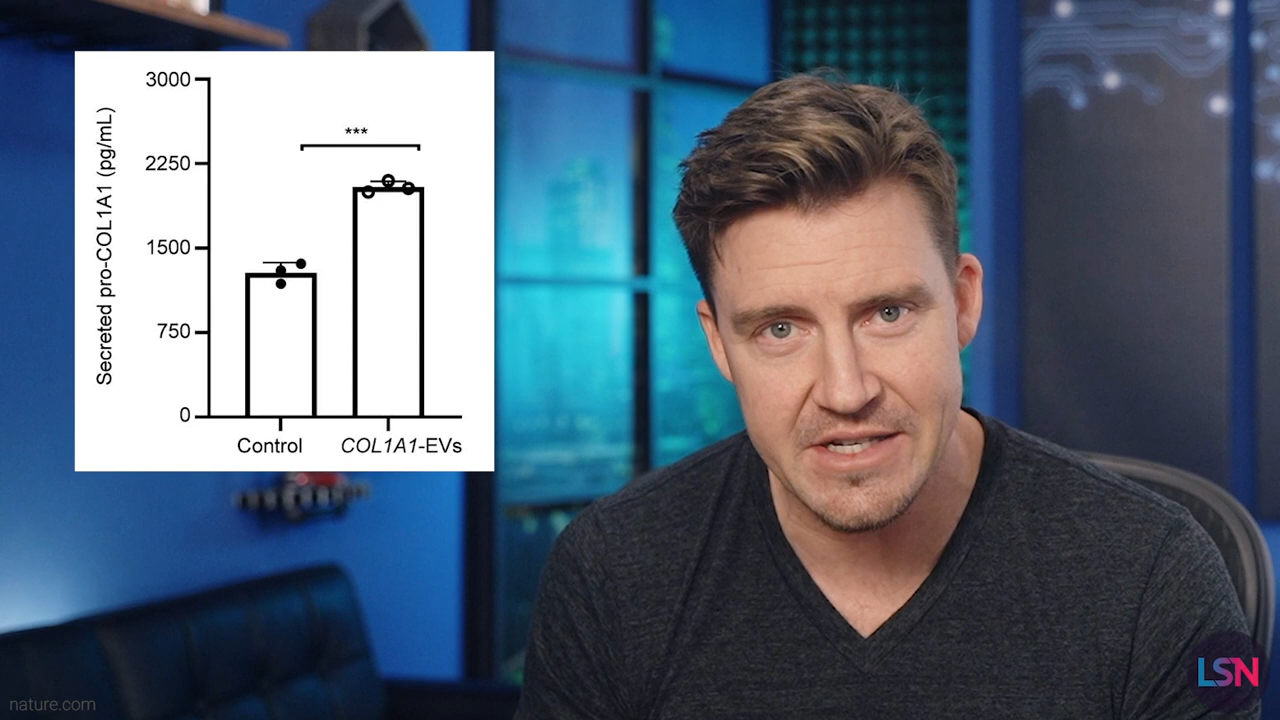 3000
2250
1500
750
0
Secreted pro-COL1A1 (pg/mL)
***
Control
COL1A1-EVs
nature.com
LSN